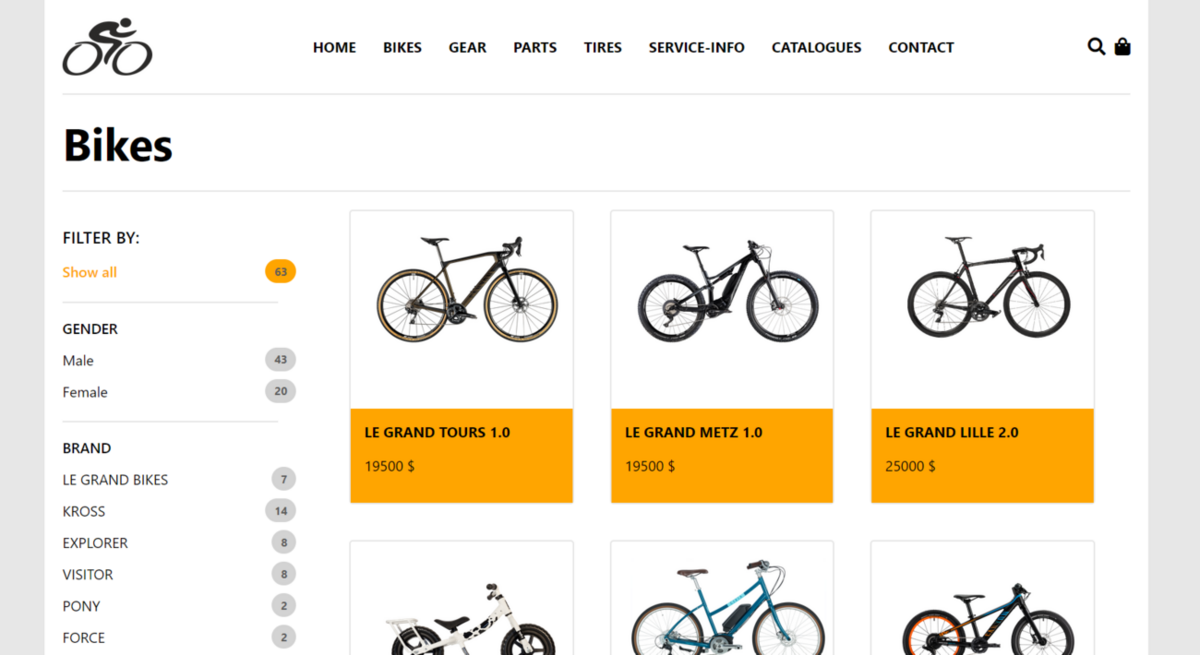 HOME BIKES GEAR PARTS TIRES SERVICE-INFO CATALOGUES CONTACT
Bikes
FILTER BY:
Show all 63
GENDER
Male 43
Female 20
BRAND
LE GRAND BIKES 7
KROSS 14
EXPLORER 8
VISITOR 8
PONY 2
FORCE 2
LE GRAND TOURS 1.0
19500 $
LE GRAND METZ 1.0
19500 $
LE GRAND LILLE 2.0
25000 $